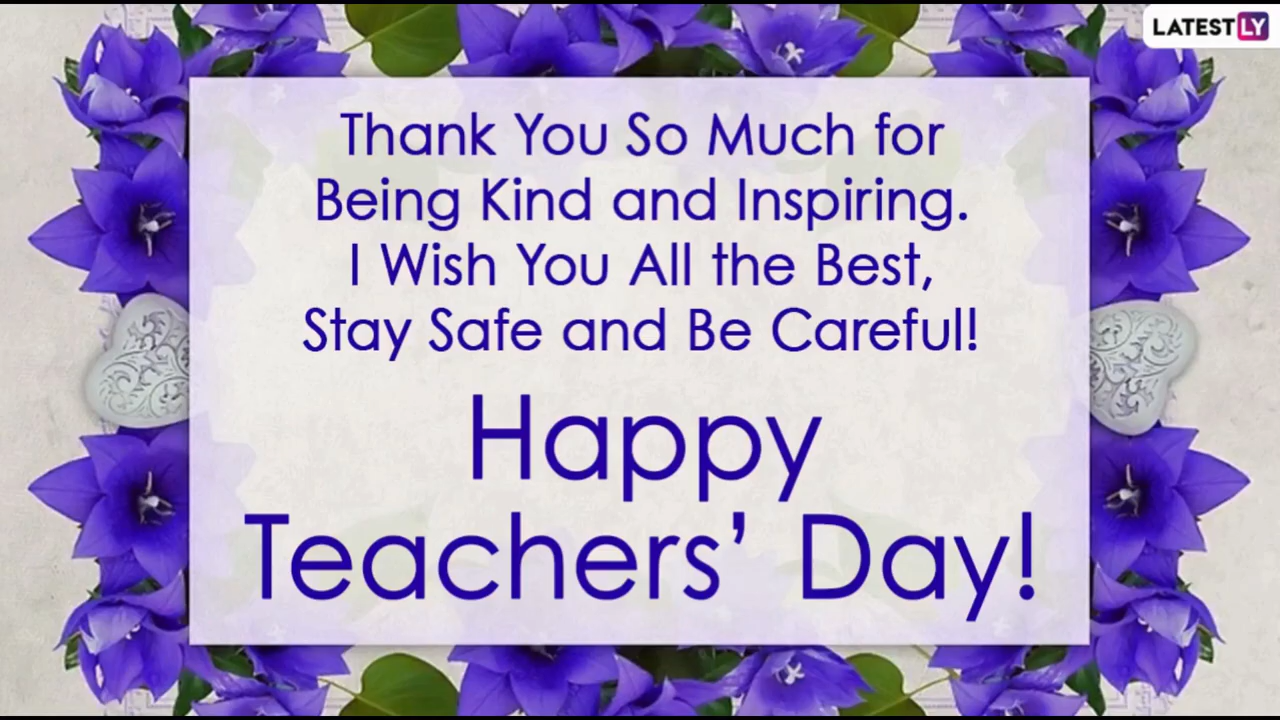 LATESTLY
Thank You So Much for
Being Kind and Inspiring.
I Wish You All the Best,
Stay Safe and Be Careful!
Happy
Teachers’ Day!